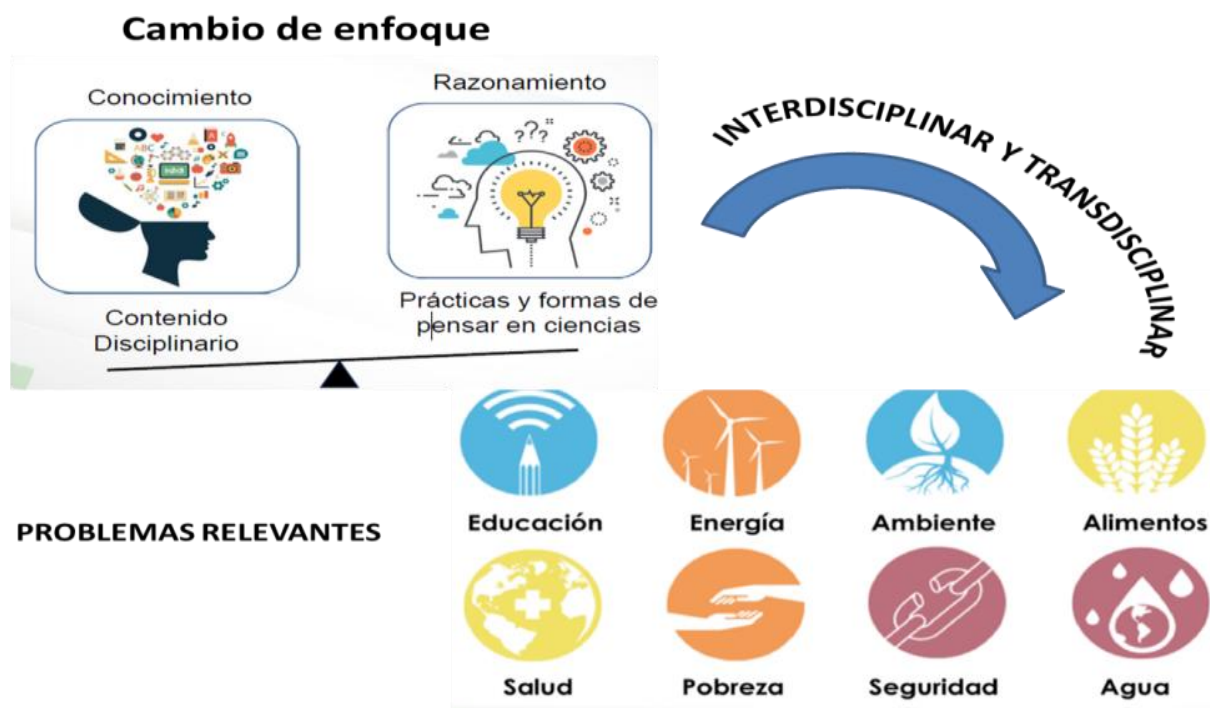 Cambio de enfoque
Conocimiento
Razonamiento
ABC
???
Contenido
Disciplinario
Prácticas y formas de
pensar en ciencias
INTERDISCIPLINAR Y TRANSDISCIPLINAR
PROBLEMAS RELEVANTES
Educación
Energía
Ambiente
Alimentos
Salud
Pobreza
Seguridad
Agua